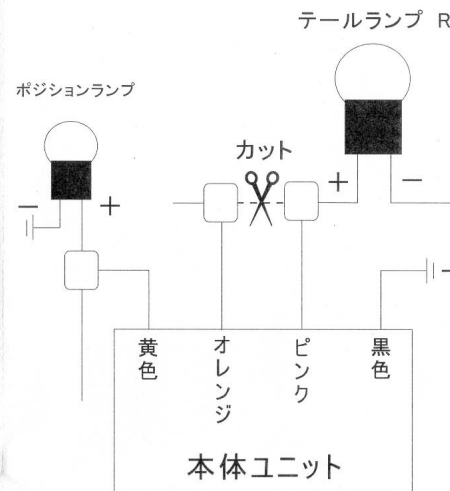 テールランプ R
ポジションランプ
カット
− +
+ −
黄色
オレンジ
ピンク
黒色
本体ユニット